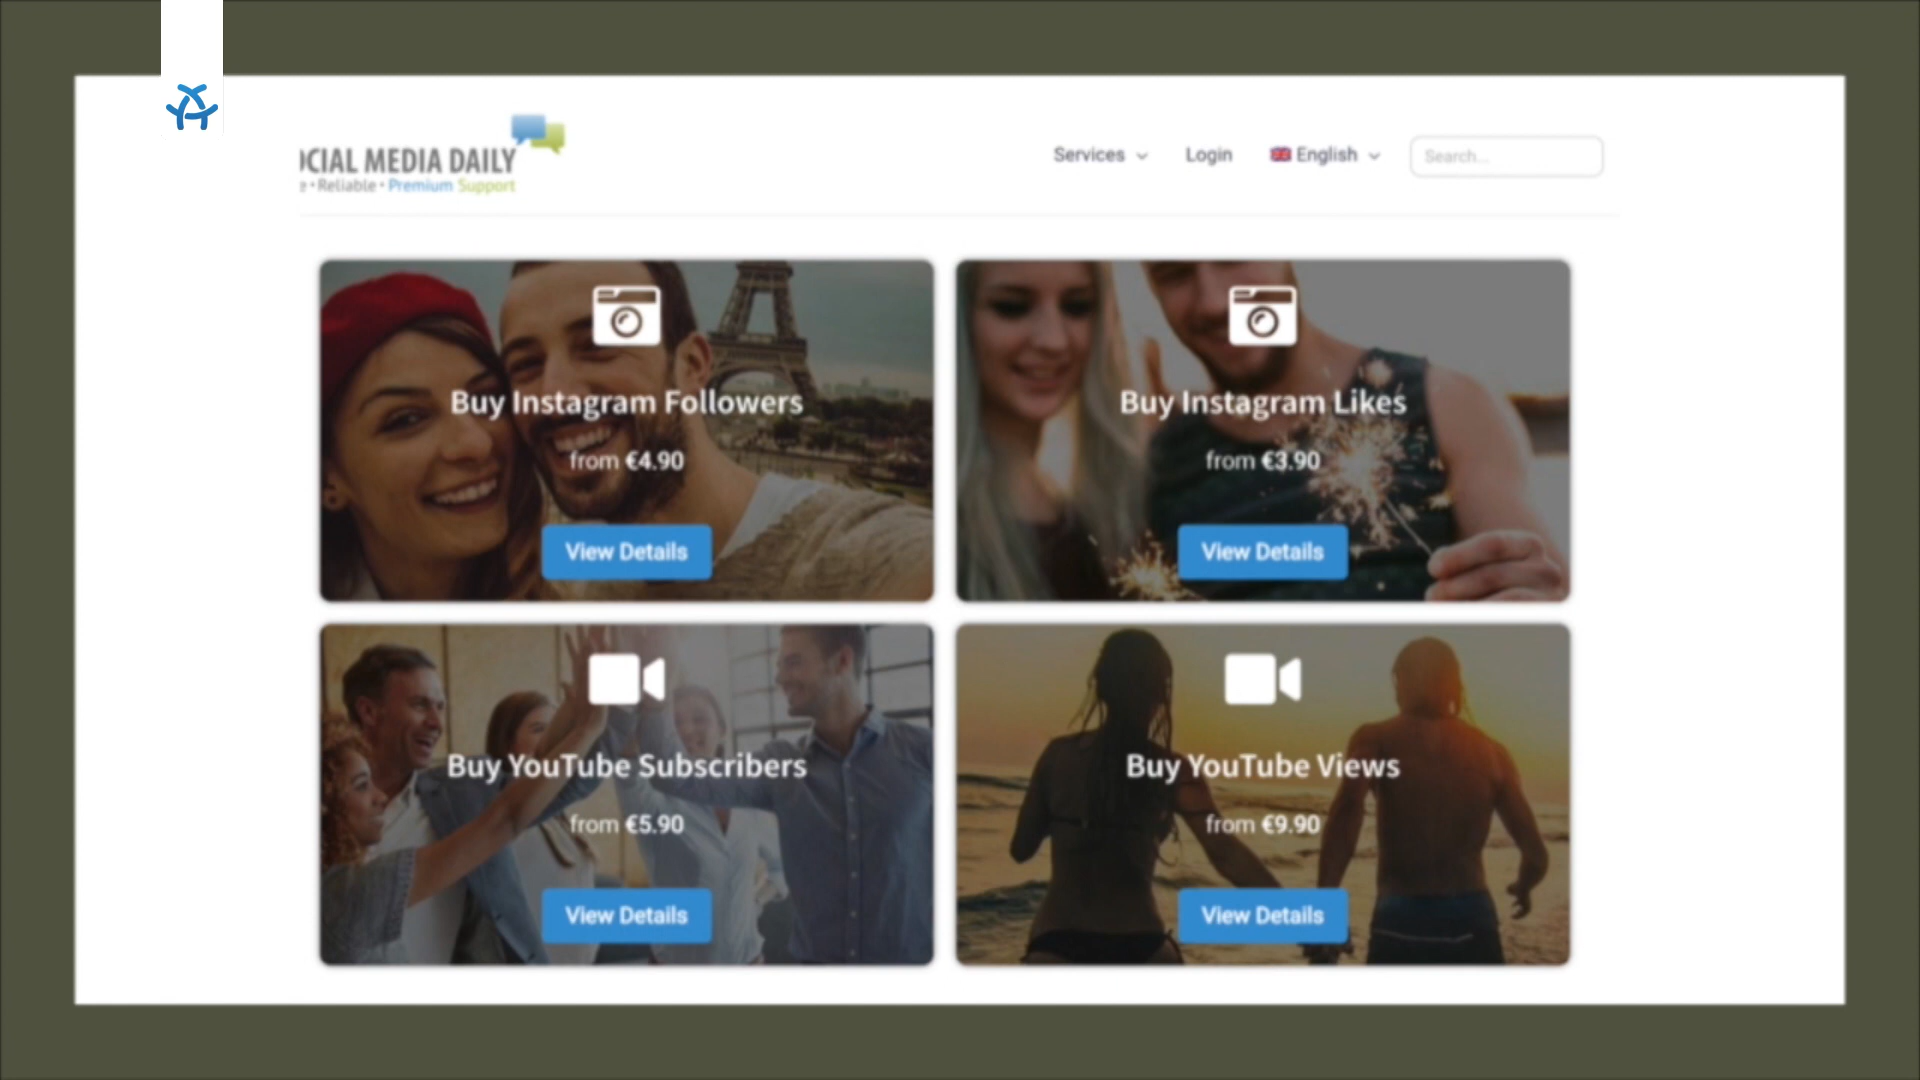 OCIAL MEDIA DAILY
e • Reliable • Premium Support
Services
Login
English
Search...
Buy Instagram Followers
from €4.90
View Details
Buy Instagram Likes
from €3.90
View Details
Buy YouTube Subscribers
from €5.90
View Details
Buy YouTube Views
from €9.90
View Details